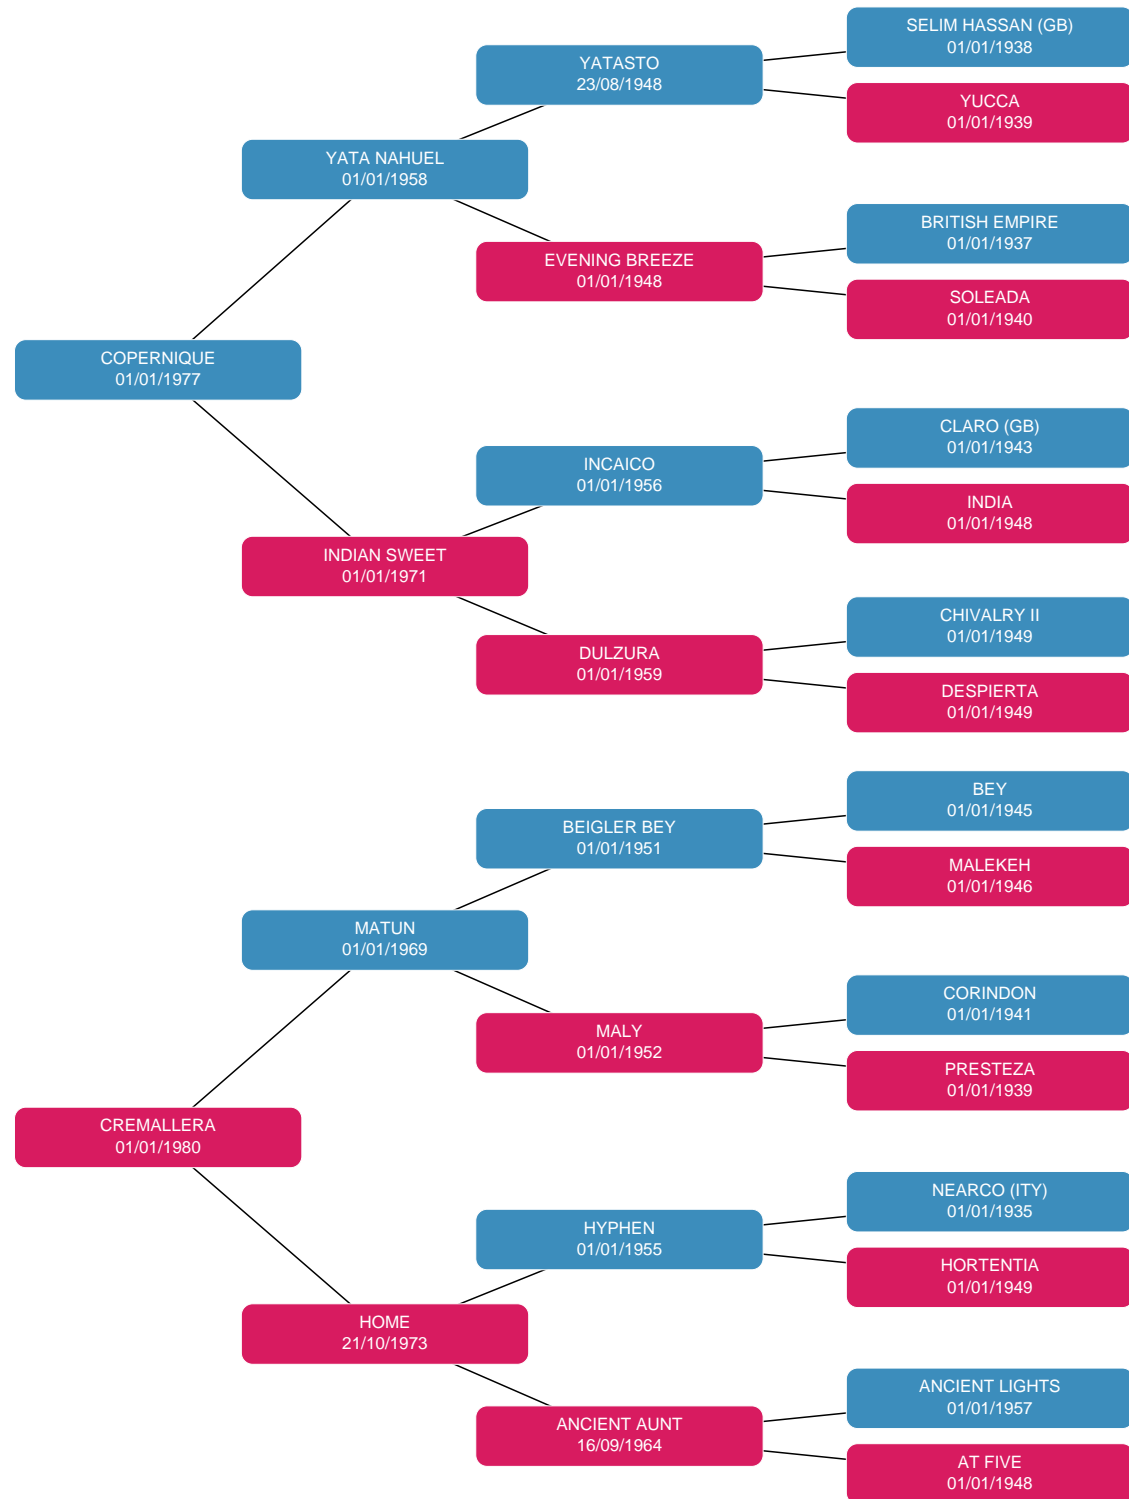 SELIM HASSAN (GB)
01/01/1938
YATASTO
23/08/1948
YUCCA
01/01/1939
YATA NAHUEL
01/01/1958
BRITISH EMPIRE
01/01/1937
EVENING BREEZE
01/01/1948
SOLEADA
01/01/1940
COPERNIQUE
01/01/1977
CLARO (GB)
01/01/1943
INCAICO
01/01/1956
INDIA
01/01/1948
INDIAN SWEET
01/01/1971
CHIVALRY II
01/01/1949
DULZURA
01/01/1959
DESPIERTA
01/01/1949
BEY
01/01/1945
BEIGLER BEY
01/01/1951
MALEKEH
01/01/1946
MATUN
01/01/1969
CORINDON
01/01/1941
MALY
01/01/1952
PRESTEZA
01/01/1939
CREMALLERA
01/01/1980
NEARCO (ITY)
01/01/1935
HYPHEN
01/01/1955
HORTENTIA
01/01/1949
HOME
21/10/1973
ANCIENT LIGHTS
01/01/1957
ANCIENT AUNT
16/09/1964
AT FIVE
01/01/1948